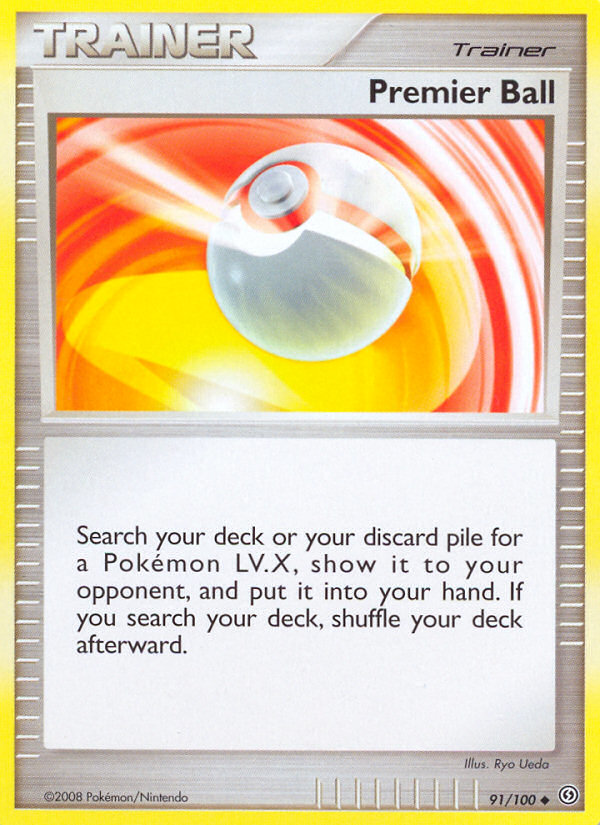 TRAINER
Trainer
Premier Ball
Search your deck or your discard pile for
a Pokémon LV.X, show it to your
opponent, and put it into your hand. If
you search your deck, shuffle your deck
afterward.
Illus. Ryo Ueda
©2008 Pokémon/Nintendo
91/100